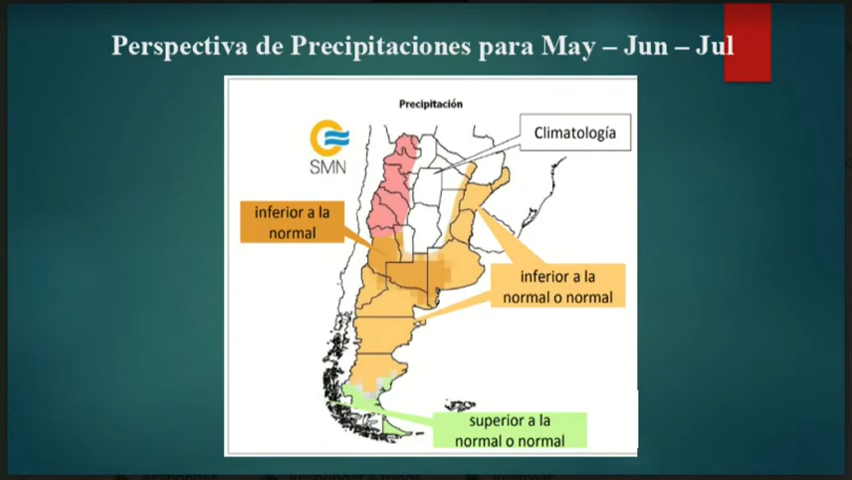 Perspectiva de Precipitaciones para May – Jun – Jul
Precipitación
Climatología
SMN
inferior a la
normal
inferior a la
normal o normal
superior a la
normal o normal